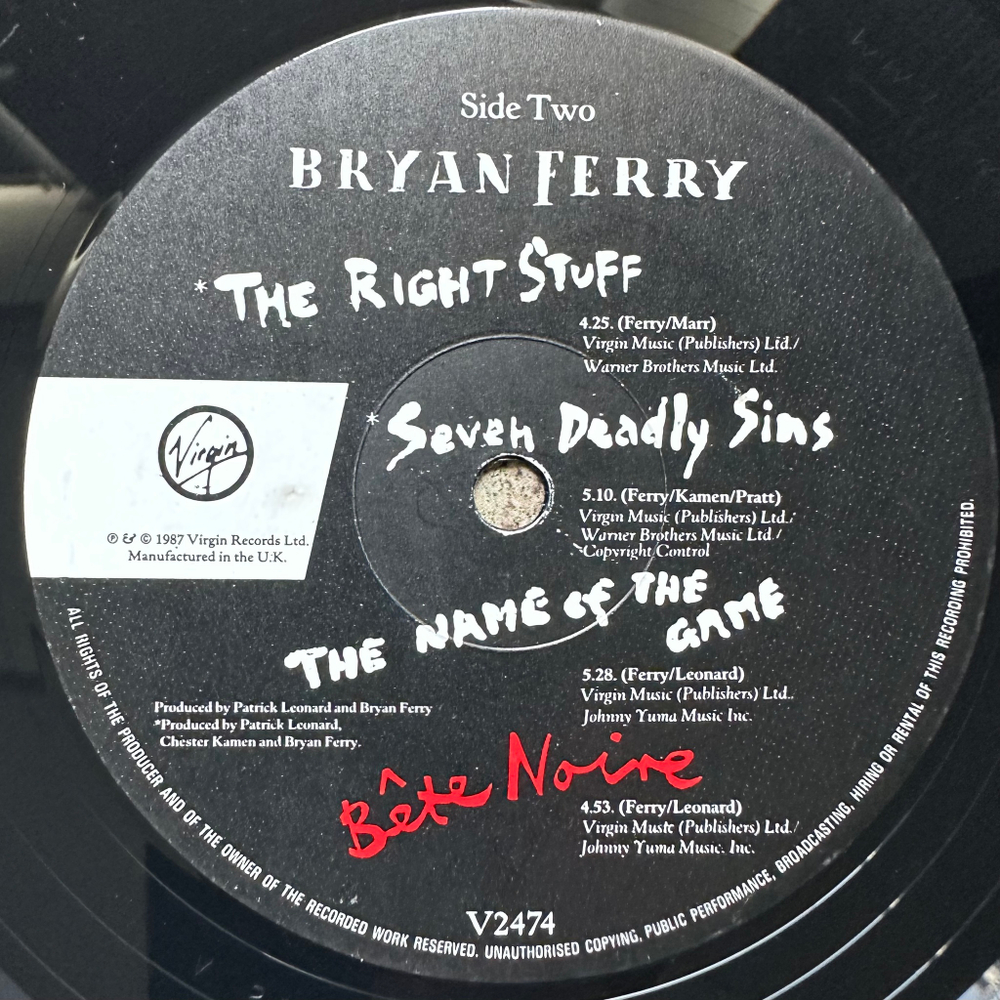 Side Two
BRYAN FERRY
*THE RIGHT STUFF
4.25. (Ferry/Marr)
Virgin Music (Publishers) Ltd./
Warner Brothers Music Ltd.
*Seven Deadly Sins
5.10. (Ferry/Kamen/Pratt)
Virgin Music (Publishers) Ltd./
Warner Brothers Music Ltd./
Copyright Control
Virgin
℗ & © 1987 Virgin Records Ltd.
Manufactured in the U.K.
THE NAME OF THE
GAME
5.28. (Ferry/Leonard)
Virgin Music (Publishers) Ltd..
Johnny Yuma Music Inc.
Produced by Patrick Leonard and Bryan Ferry
*Produced by Patrick Leonard,
Chester Kamen and Bryan Ferry.
Bête Noire
4.53. (Ferry/Leonard)
Virgin Music (Publishers) Ltd./
Johnny Yuma Music. Inc.
V2474
ALL RIGHTS OF THE PRODUCER AND OF THE OWNER OF THE RECORDED WORK RESERVED. UNAUTHORISED COPYING, PUBLIC PERFORMANCE, BROADCASTING, HIRING OR RENTAL OF THIS RECORDING PROHIBITED.